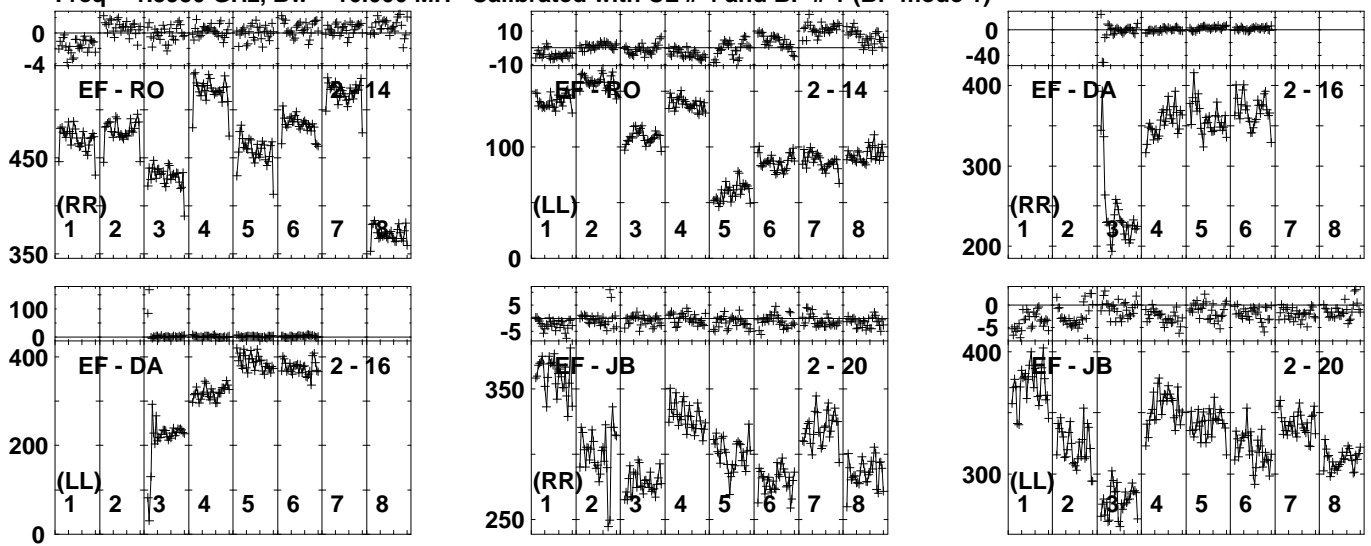 Calibrated with CL # and BP # 1 (BP mode 1)
0
-4
EF - RO 2 - 14
450
350
(RR)
1 2 3 4 5 6 7 8
10
-10
EF - RO 2 - 14
100
0
(LL)
1 2 3 4 5 6 7 8
0
-40
400
EF - DA 2 - 16
300
200
(RR)
1 2 3 4 5 6 7 8
100
0
400
EF - DA 2 - 16
200
0
(LL)
1 2 3 4 5 6 7 8
5
-5
EF - JB 2 - 20
350
250
(RR)
1 2 3 4 5 6 7 8
0
-5
400
EF - JB 2 - 20
300
(LL)
1 2 3 4 5 6 7 8